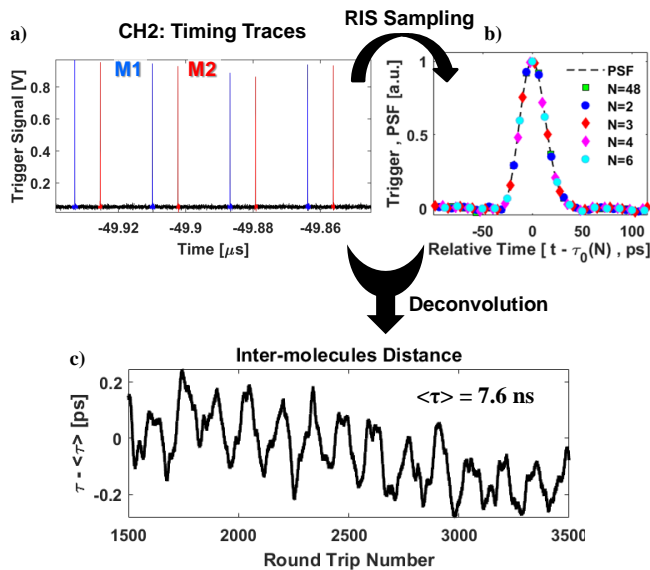 RIS Sampling
a)
CH2: Timing Traces
b)
M1
M2
Trigger Signal [V]
0.8
0.6
0.4
0.2
-49.92
-49.9
-49.88
-49.86
Time [μs]
Trigger , PSF [a.u.]
1
0.5
0
PSF
N=48
N=2
N=3
N=4
N=6
-50
0
50
100
Relative Time [ t - τ0(N) , ps]
Deconvolution
c)
Inter-molecules Distance
<τ> = 7.6 ns
τ - <τ> [ps]
0.2
0
-0.2
1500
2000
2500
3000
3500
Round Trip Number